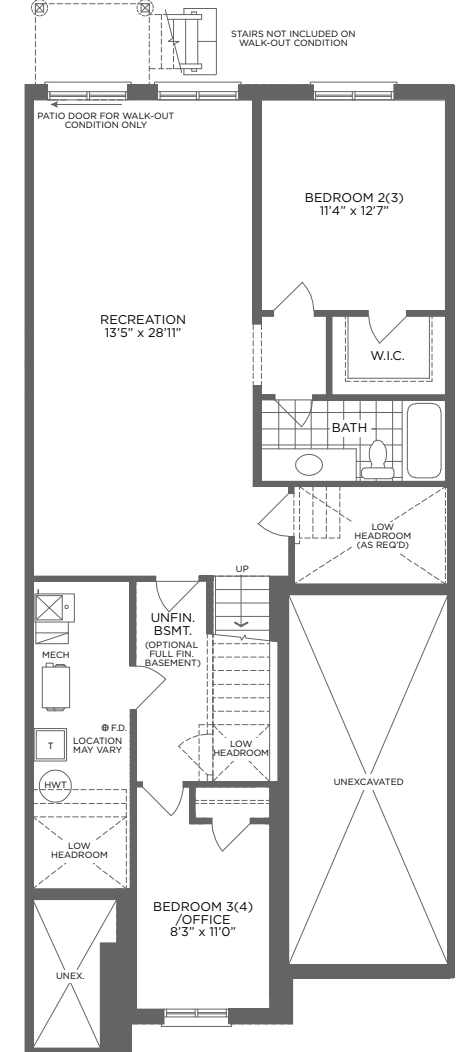 STAIRS NOT INCLUDED ON
WALK-OUT CONDITION
PATIO DOOR FOR WALK-OUT
CONDITION ONLY
BEDROOM 2(3)
11'4" x 12'7"
RECREATION
13'5" x 28'11"
W.I.C.
BATH
LOW
HEADROOM
(AS REQ'D)
UP
UNFIN.
BSMT.
(OPTIONAL
FULL FIN.
BASEMENT)
MECH
F.D.
LOCATION
MAY VARY
T
LOW
HEADROOM
HWT
UNEXCAVATED
LOW
HEADROOM
BEDROOM 3(4)
/OFFICE
8'3" x 11'0"
UNEX.